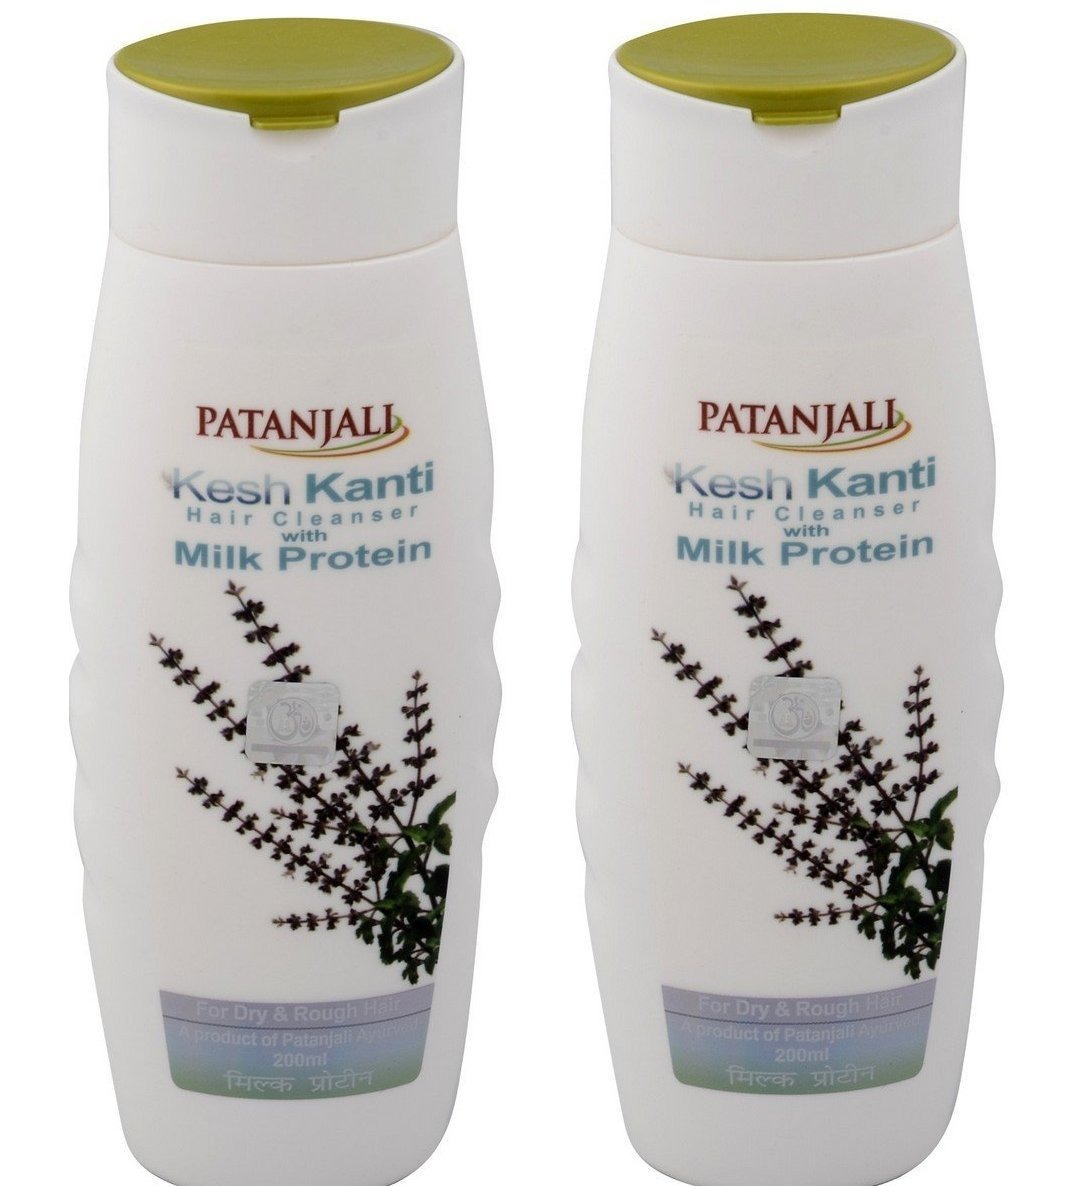 PATANJALI
Kesh Kanti
Hair Cleanser
with
Milk Protein
For Dry & Rough Hair
A product of Patanjali Ayurved
200ml
मिल्क प्रोटीन
PATANJALI
Kesh Kanti
Hair Cleanser
with
Milk Protein
For Dry & Rough Hair
A product of Patanjali Ayurved
200ml
मिल्क प्रोटीन